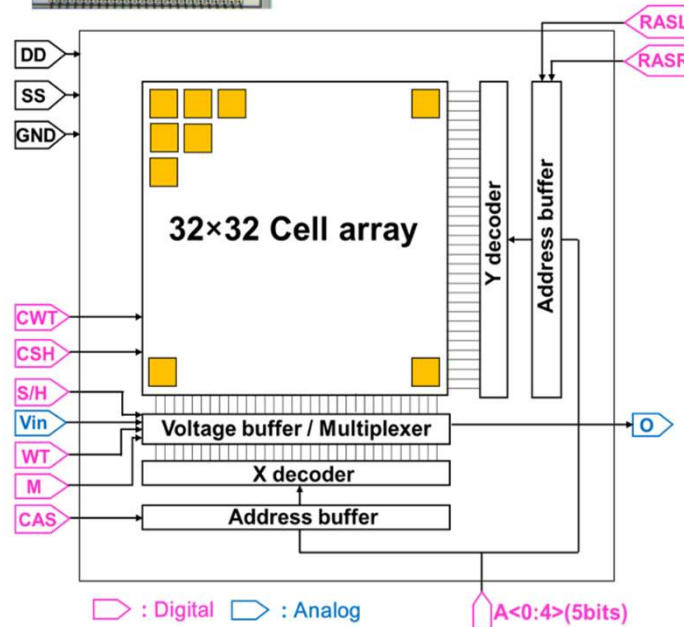 RASL
RASR
DD
SS
GND
32×32 Cell array
Y decoder
Address buffer
CWT
CSH
S/H
Vin
WT
M
CAS
Voltage buffer / Multiplexer
O
X decoder
Address buffer
: Digital
: Analog
A<0:4>(5bits)